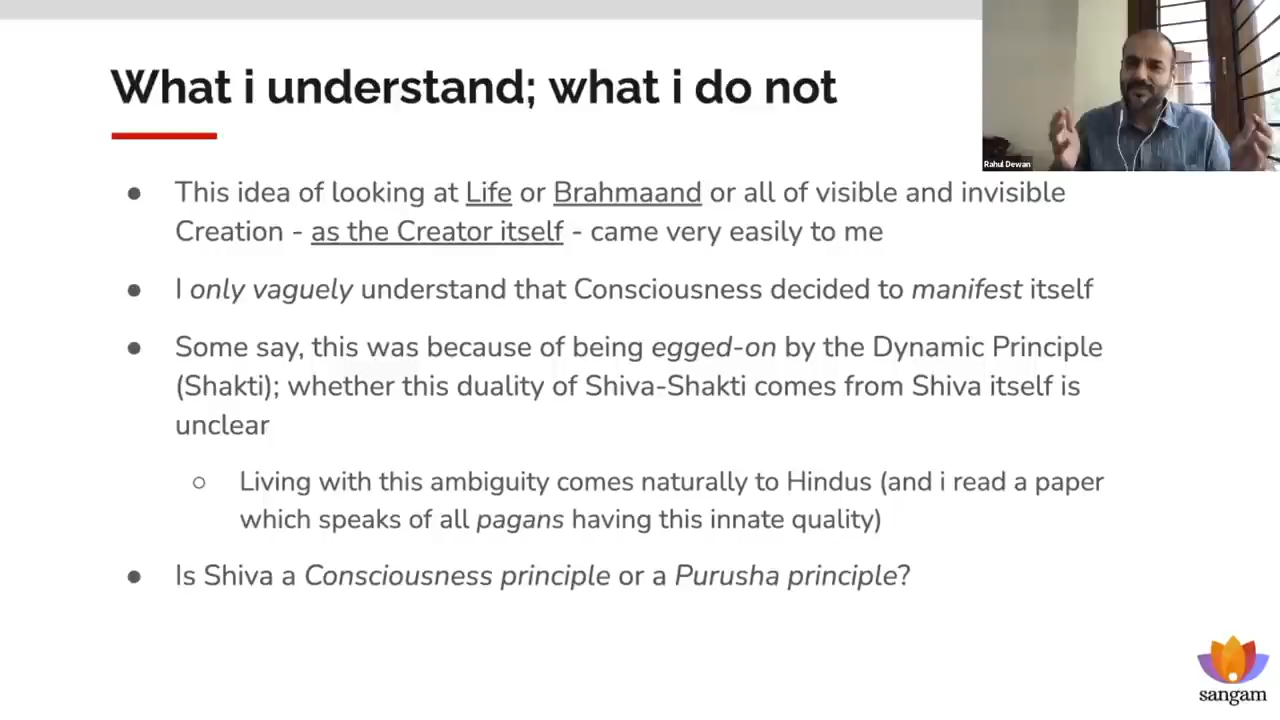 What i understand; what i do not
Rahul Dewan
● This idea of looking at Life or Brahmaand or all of visible and invisible
Creation - as the Creator itself - came very easily to me
● I only vaguely understand that Consciousness decided to manifest itself
● Some say, this was because of being egged-on by the Dynamic Principle
(Shakti); whether this duality of Shiva-Shakti comes from Shiva itself is
unclear
○ Living with this ambiguity comes naturally to Hindus (and i read a paper
which speaks of all pagans having this innate quality)
● Is Shiva a Consciousness principle or a Purusha principle?
sangam